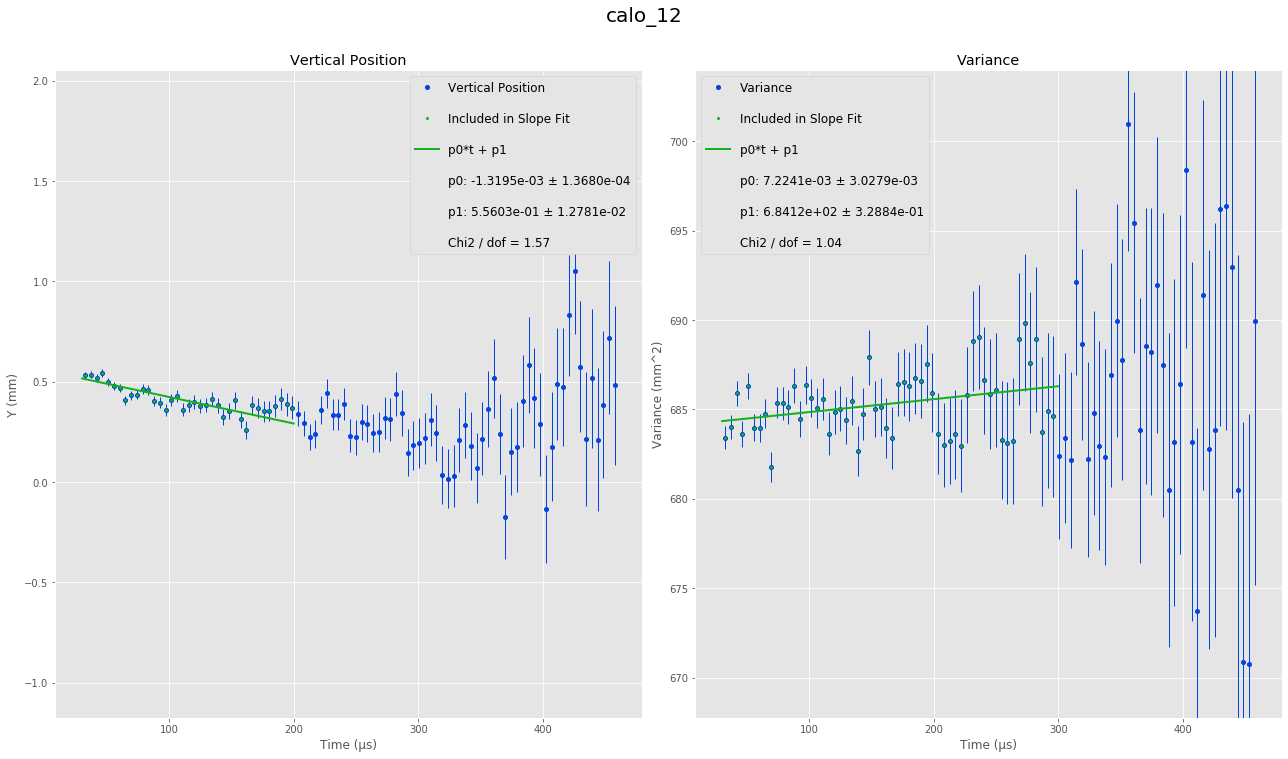 calo_12
Vertical Position
Vertical Position
Included in Slope Fit
p0*t + p1
p0: -1.3195e-03 ± 1.3680e-04
p1: 5.5603e-01 ± 1.2781e-02
Chi2 / dof = 1.57
2.0
1.5
1.0
0.5
0.0
−0.5
−1.0
Y (mm)
100
200
300
400
Time (μs)
Variance
Variance
Included in Slope Fit
p0*t + p1
p0: 7.2241e-03 ± 3.0279e-03
p1: 6.8412e+02 ± 3.2884e-01
Chi2 / dof = 1.04
700
695
690
685
680
675
670
Variance (mm^2)
100
200
300
400
Time (μs)